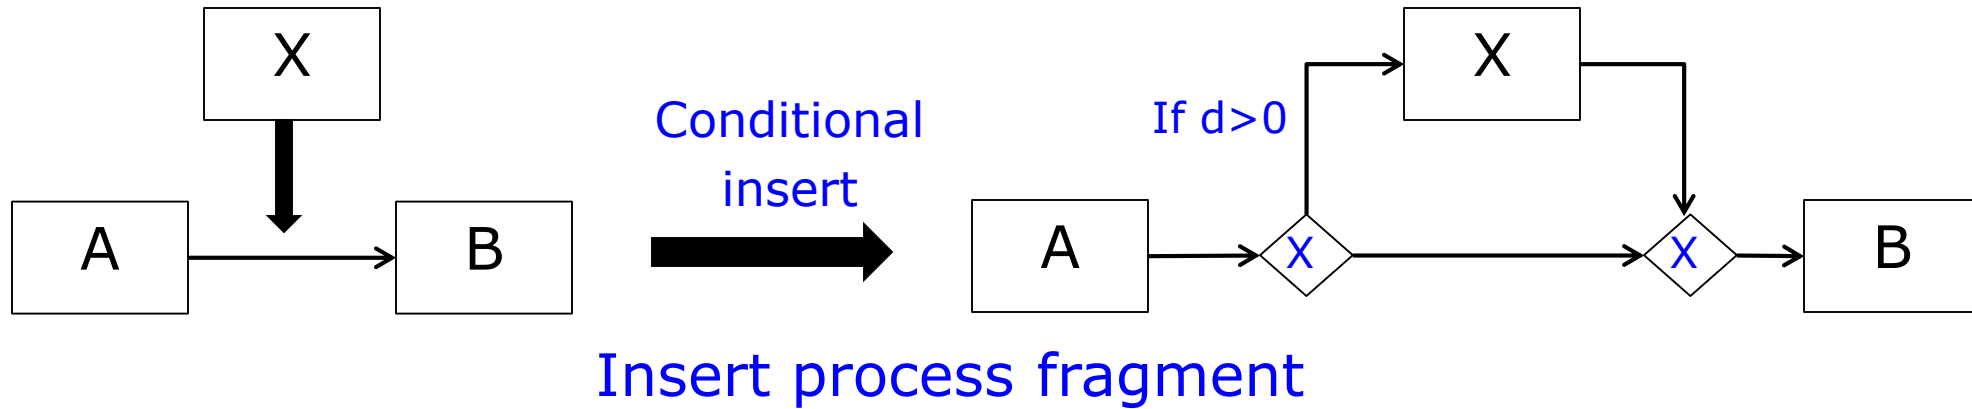 X
A
B
Conditional
insert
If d>0
X
A
X
X
B
Insert process fragment